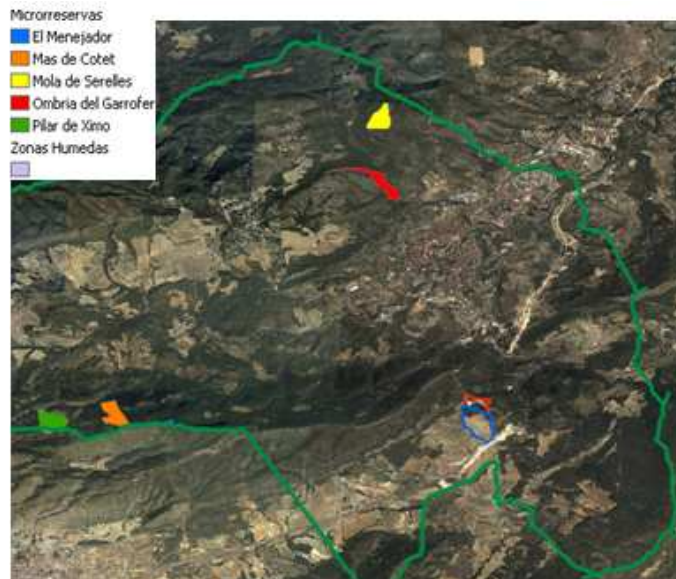 Microrreservas
El Menejador
Mas de Cotet
Mola de Serelles
Ombria del Garrofer
Pilar de Ximo
Zonas Humedas